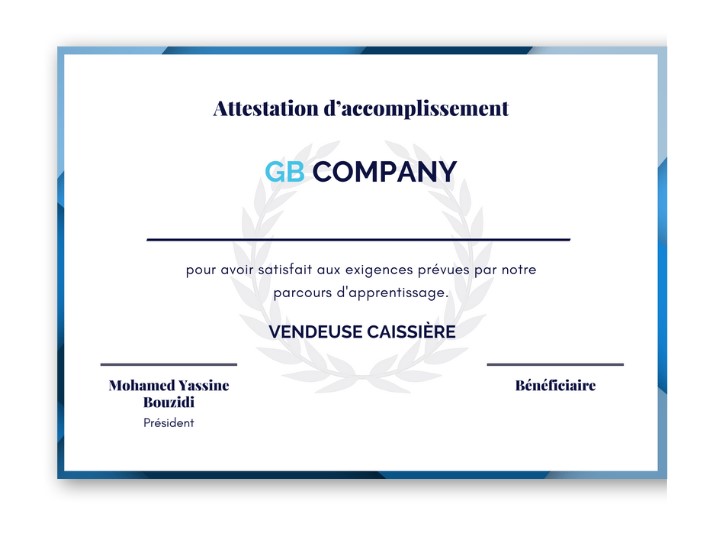 Attestation d’accomplissement
GB COMPANY
pour avoir satisfait aux exigences prévues par notre
parcours d'apprentissage.
VENDEUSE CAISSIÈRE
Mohamed Yassine
Bouzidi
Président
Bénéficiaire